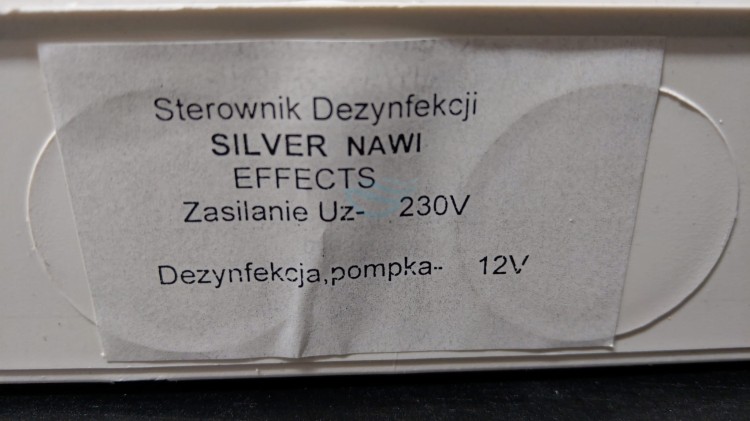 Sterownik Dezynfekcji
SILVER NAWI
EFFECTS
Zasilanie Uz- 230V
Dezynfekcja,pompka-- 12V